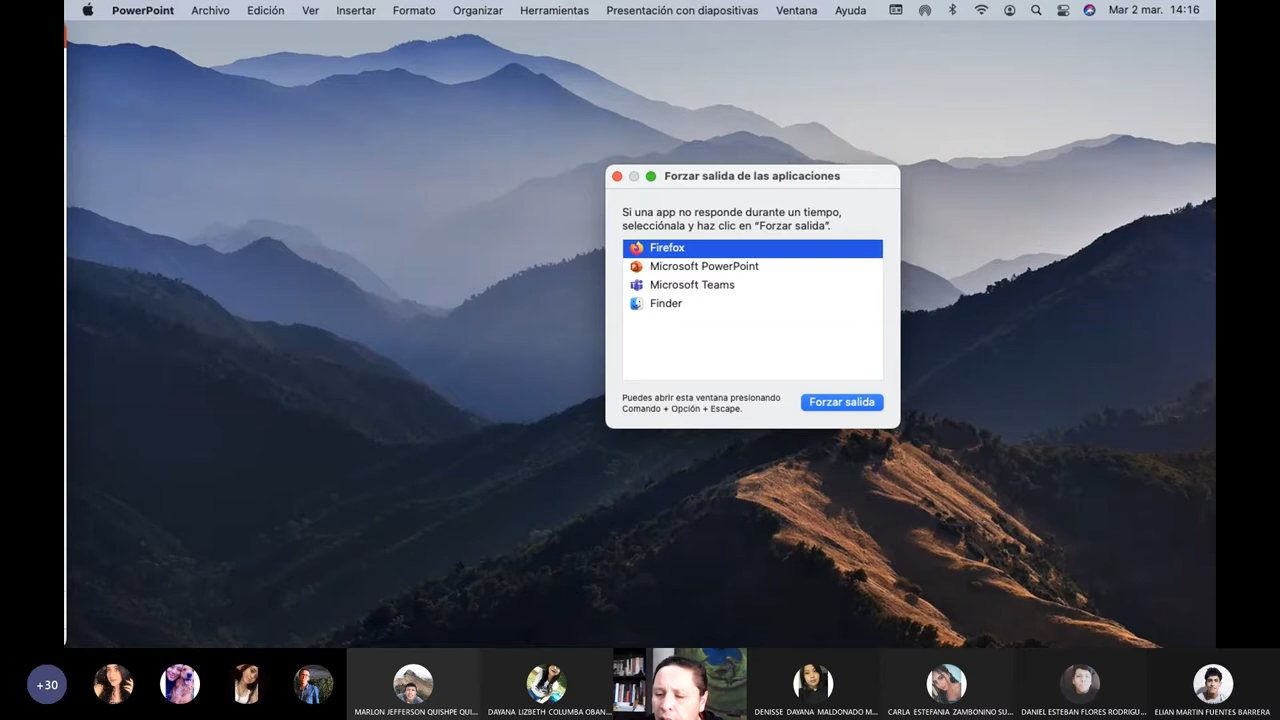 PowerPoint Archivo Edición Ver Insertar Formato Organizar Herramientas Presentación con diapositivas Ventana Ayuda Mar 2 mar. 14:16
Forzar salida de las aplicaciones
Si una app no responde durante un tiempo,
selecciónala y haz clic en “Forzar salida”.
Firefox
Microsoft PowerPoint
Microsoft Teams
Finder
Puedes abrir esta ventana presionando
Comando + Opción + Escape.
Forzar salida
+30
MARLON JEFFERSON QUISHPE QUI...
DAYANA LIZBETH COLUMBA OBAN...
DENISSE DAYANA MALDONADO M...
CARLA ESTEFANIA ZAMBONINO SU...
DANIEL ESTEBAN FLORES RODRIGU...
ELIAN MARTIN FUENTES BARRERA